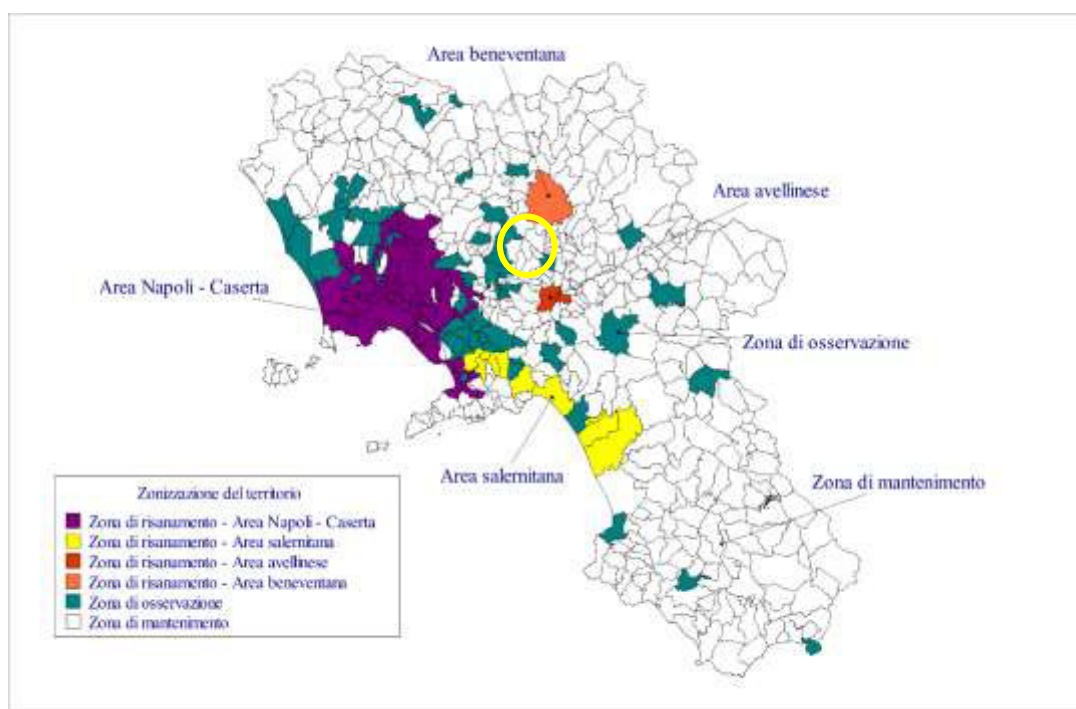 Area beneventana
Area avellinese
Area Napoli - Caserta
Zona di osservazione
Area salernitana
Zona di mantenimento
Zonizzazione del territorio
Zona di risanamento - Area Napoli - Caserta
Zona di risanamento - Area salernitana
Zona di risanamento - Area avellinese
Zona di risanamento - Area beneventana
Zona di osservazione
Zona di mantenimento